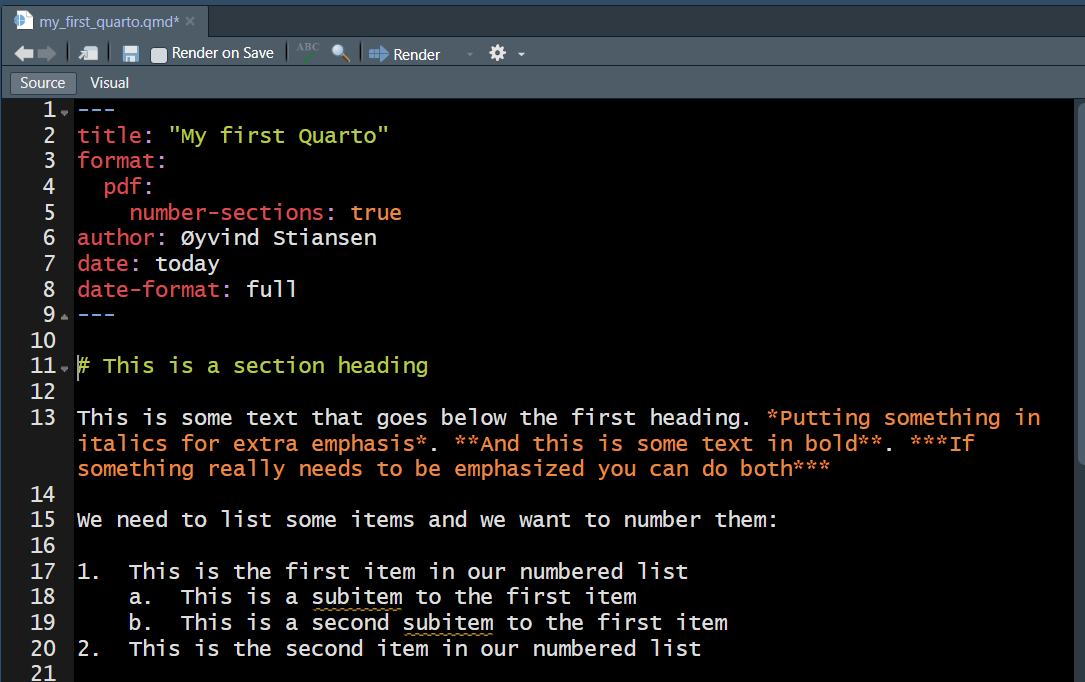 my_first_quarto.qmd*
Render on Save ABC Render
Source Visual
1 ---
2 title: "My first Quarto"
3 format:
4   pdf:
5     number-sections: true
6 author: Øyvind Stiansen
7 date: today
8 date-format: full
9 ---
10
11 # This is a section heading
12
13 This is some text that goes below the first heading. *Putting something in
italics for extra emphasis*. **And this is some text in bold**. ***If
something really needs to be emphasized you can do both***
14
15 We need to list some items and we want to number them:
16
17 1.  This is the first item in our numbered list
18     a.  This is a subitem to the first item
19     b.  This is a second subitem to the first item
20 2.  This is the second item in our numbered list
21